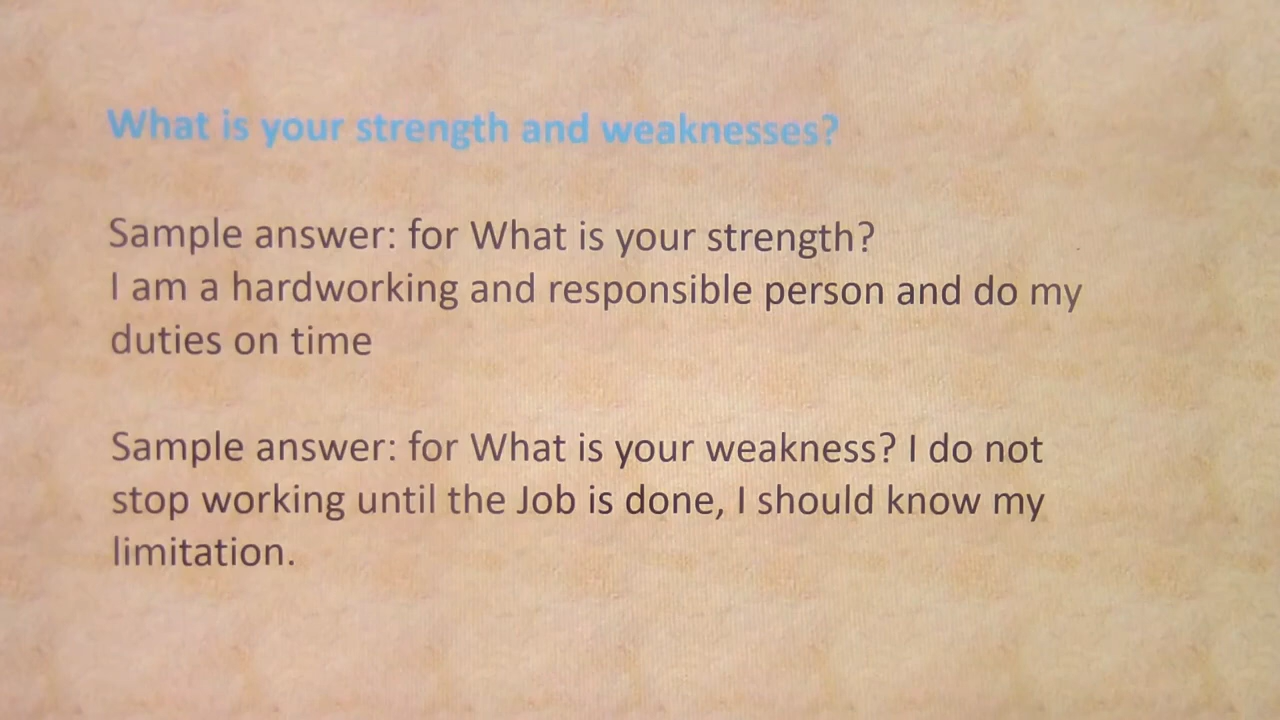 What is your strength and weaknesses?
Sample answer: for What is your strength?
I am a hardworking and responsible person and do my
duties on time
Sample answer: for What is your weakness? I do not
stop working until the Job is done, I should know my
limitation.